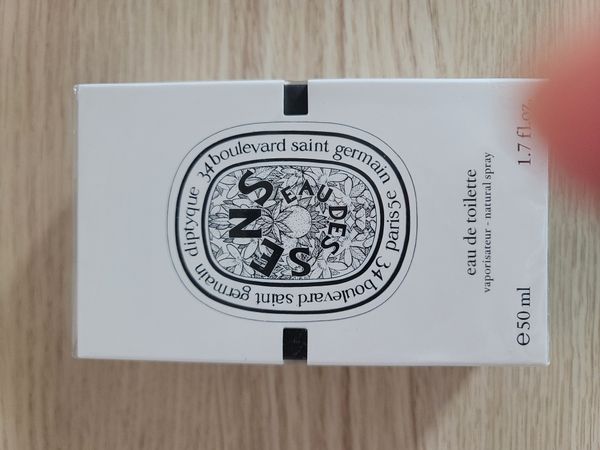 34 boulevard saint germain
diptyque
paris 5e
34 boulevard saint germain
EAU DES
SENS
eau de toilette
vaporisateur - natural spray
e 50 ml 1.7 fl.oz.